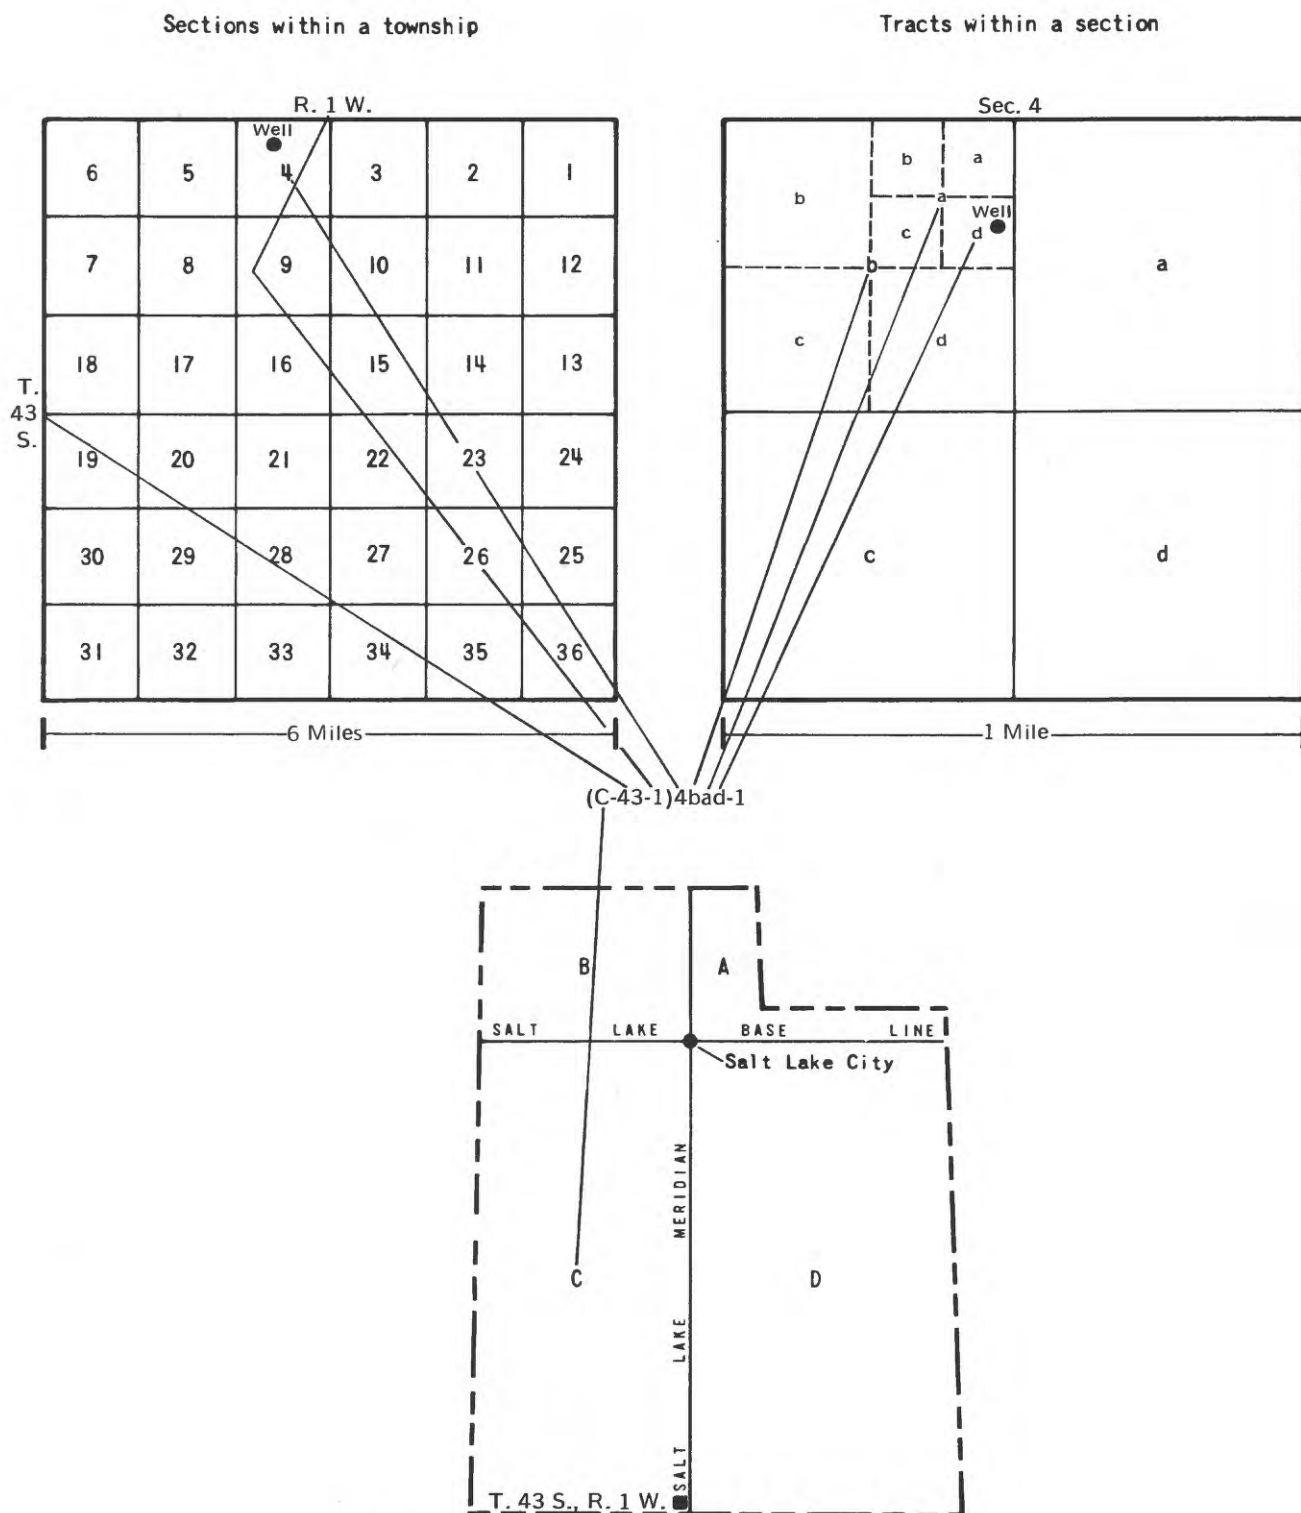 Sections within a township
Tracts within a section
R. 1 W.
Sec. 4
Well
6 5 4 3 2 1
7 8 9 10 11 12
18 17 16 15 14 13
T.
43
S.
19 20 21 22 23 24
30 29 28 27 26 25
31 32 33 34 35 36
6 Miles
b a
b a
Well
c d
b a
c d
c d
1 Mile
(C-43-1)4bad-1
B A
SALT LAKE BASE LINE
Salt Lake City
SALT LAKE MERIDIAN
C D
T. 43 S., R. 1 W.